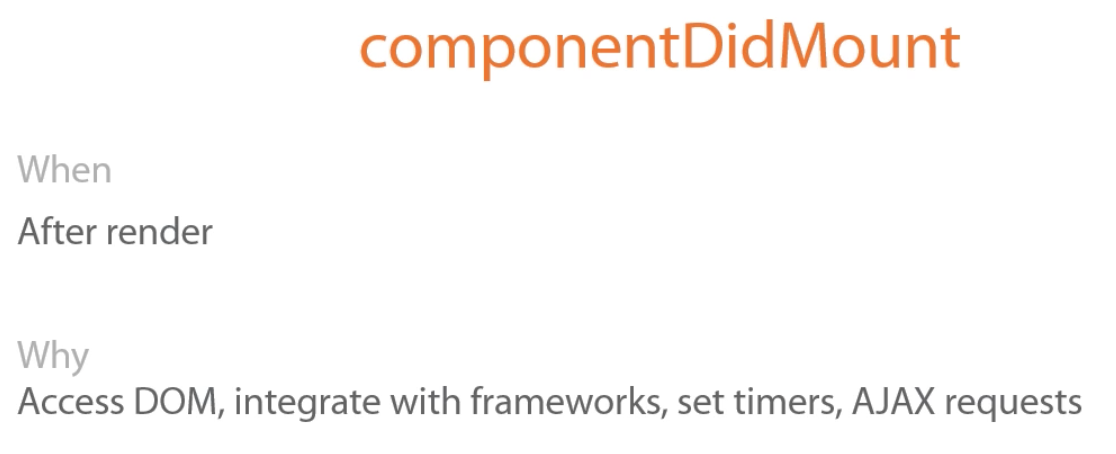 componentDidMount
When
After render
Why
Access DOM, integrate with frameworks, set timers, AJAX requests